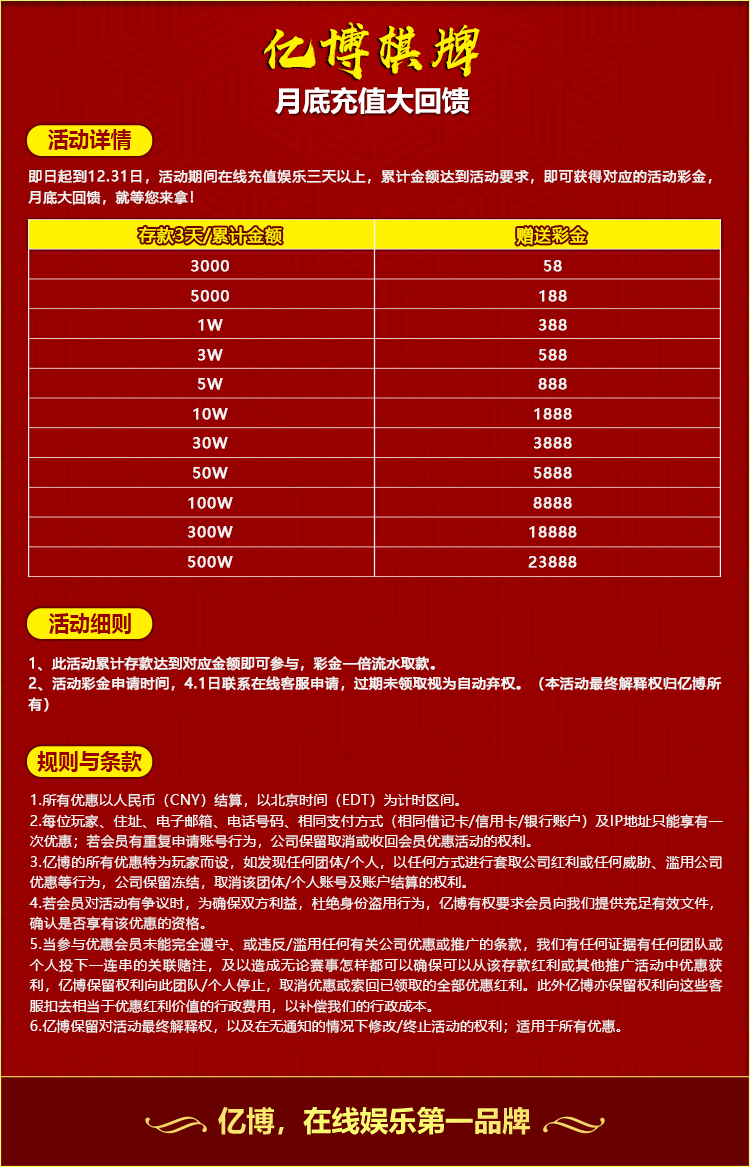 亿博棋牌
月底充值大回馈
活动详情
即日起到12.31日，活动期间在线充值娱乐三天以上，累计金额达到活动要求，即可获得对应的活动彩金，
月底大回馈，就等您来拿！
存款3天/累计金额 赠送彩金
3000 58
5000 188
1W 388
3W 588
5W 888
10W 1888
30W 3888
50W 5888
100W 8888
300W 18888
500W 23888
活动细则
1、此活动累计存款达到对应金额即可参与，彩金一倍流水取款。
2、活动彩金申请时间，4.1日联系在线客服申请，过期未领取视为自动弃权。（本活动最终解释权归亿博所
有）
规则与条款
1.所有优惠以人民币（CNY）结算，以北京时间（EDT）为计时区间。
2.每位玩家、住址、电子邮箱、电话号码、相同支付方式（相同借记卡/信用卡/银行账户）及IP地址只能享有一
次优惠；若会员有重复申请账号行为，公司保留取消或收回会员优惠活动的权利。
3.亿博的所有优惠特为玩家而设，如发现任何团体/个人，以任何方式进行套取公司红利或任何威胁、滥用公司
优惠等行为，公司保留冻结，取消该团体/个人账号及账户结算的权利。
4.若会员对活动有争议时，为确保双方利益，杜绝身份盗用行为，亿博有权要求会员向我们提供充足有效文件，
确认是否享有该优惠的资格。
5.当参与优惠会员未能完全遵守、或违反/滥用任何有关公司优惠或推广的条款，我们有任何证据有任何团队或
个人投下一连串的关联赌注，及以造成无论赛事怎样都可以确保可以从该存款红利或其他推广活动中优惠获
利，亿博保留权利向此团队/个人停止，取消优惠或索回已领取的全部优惠红利。此外亿博亦保留权利向这些客
服扣去相当于优惠红利价值的行政费用，以补偿我们的行政成本。
6.亿博保留对活动最终解释权，以及在无通知的情况下修改/终止活动的权利；适用于所有优惠。
亿博，在线娱乐第一品牌